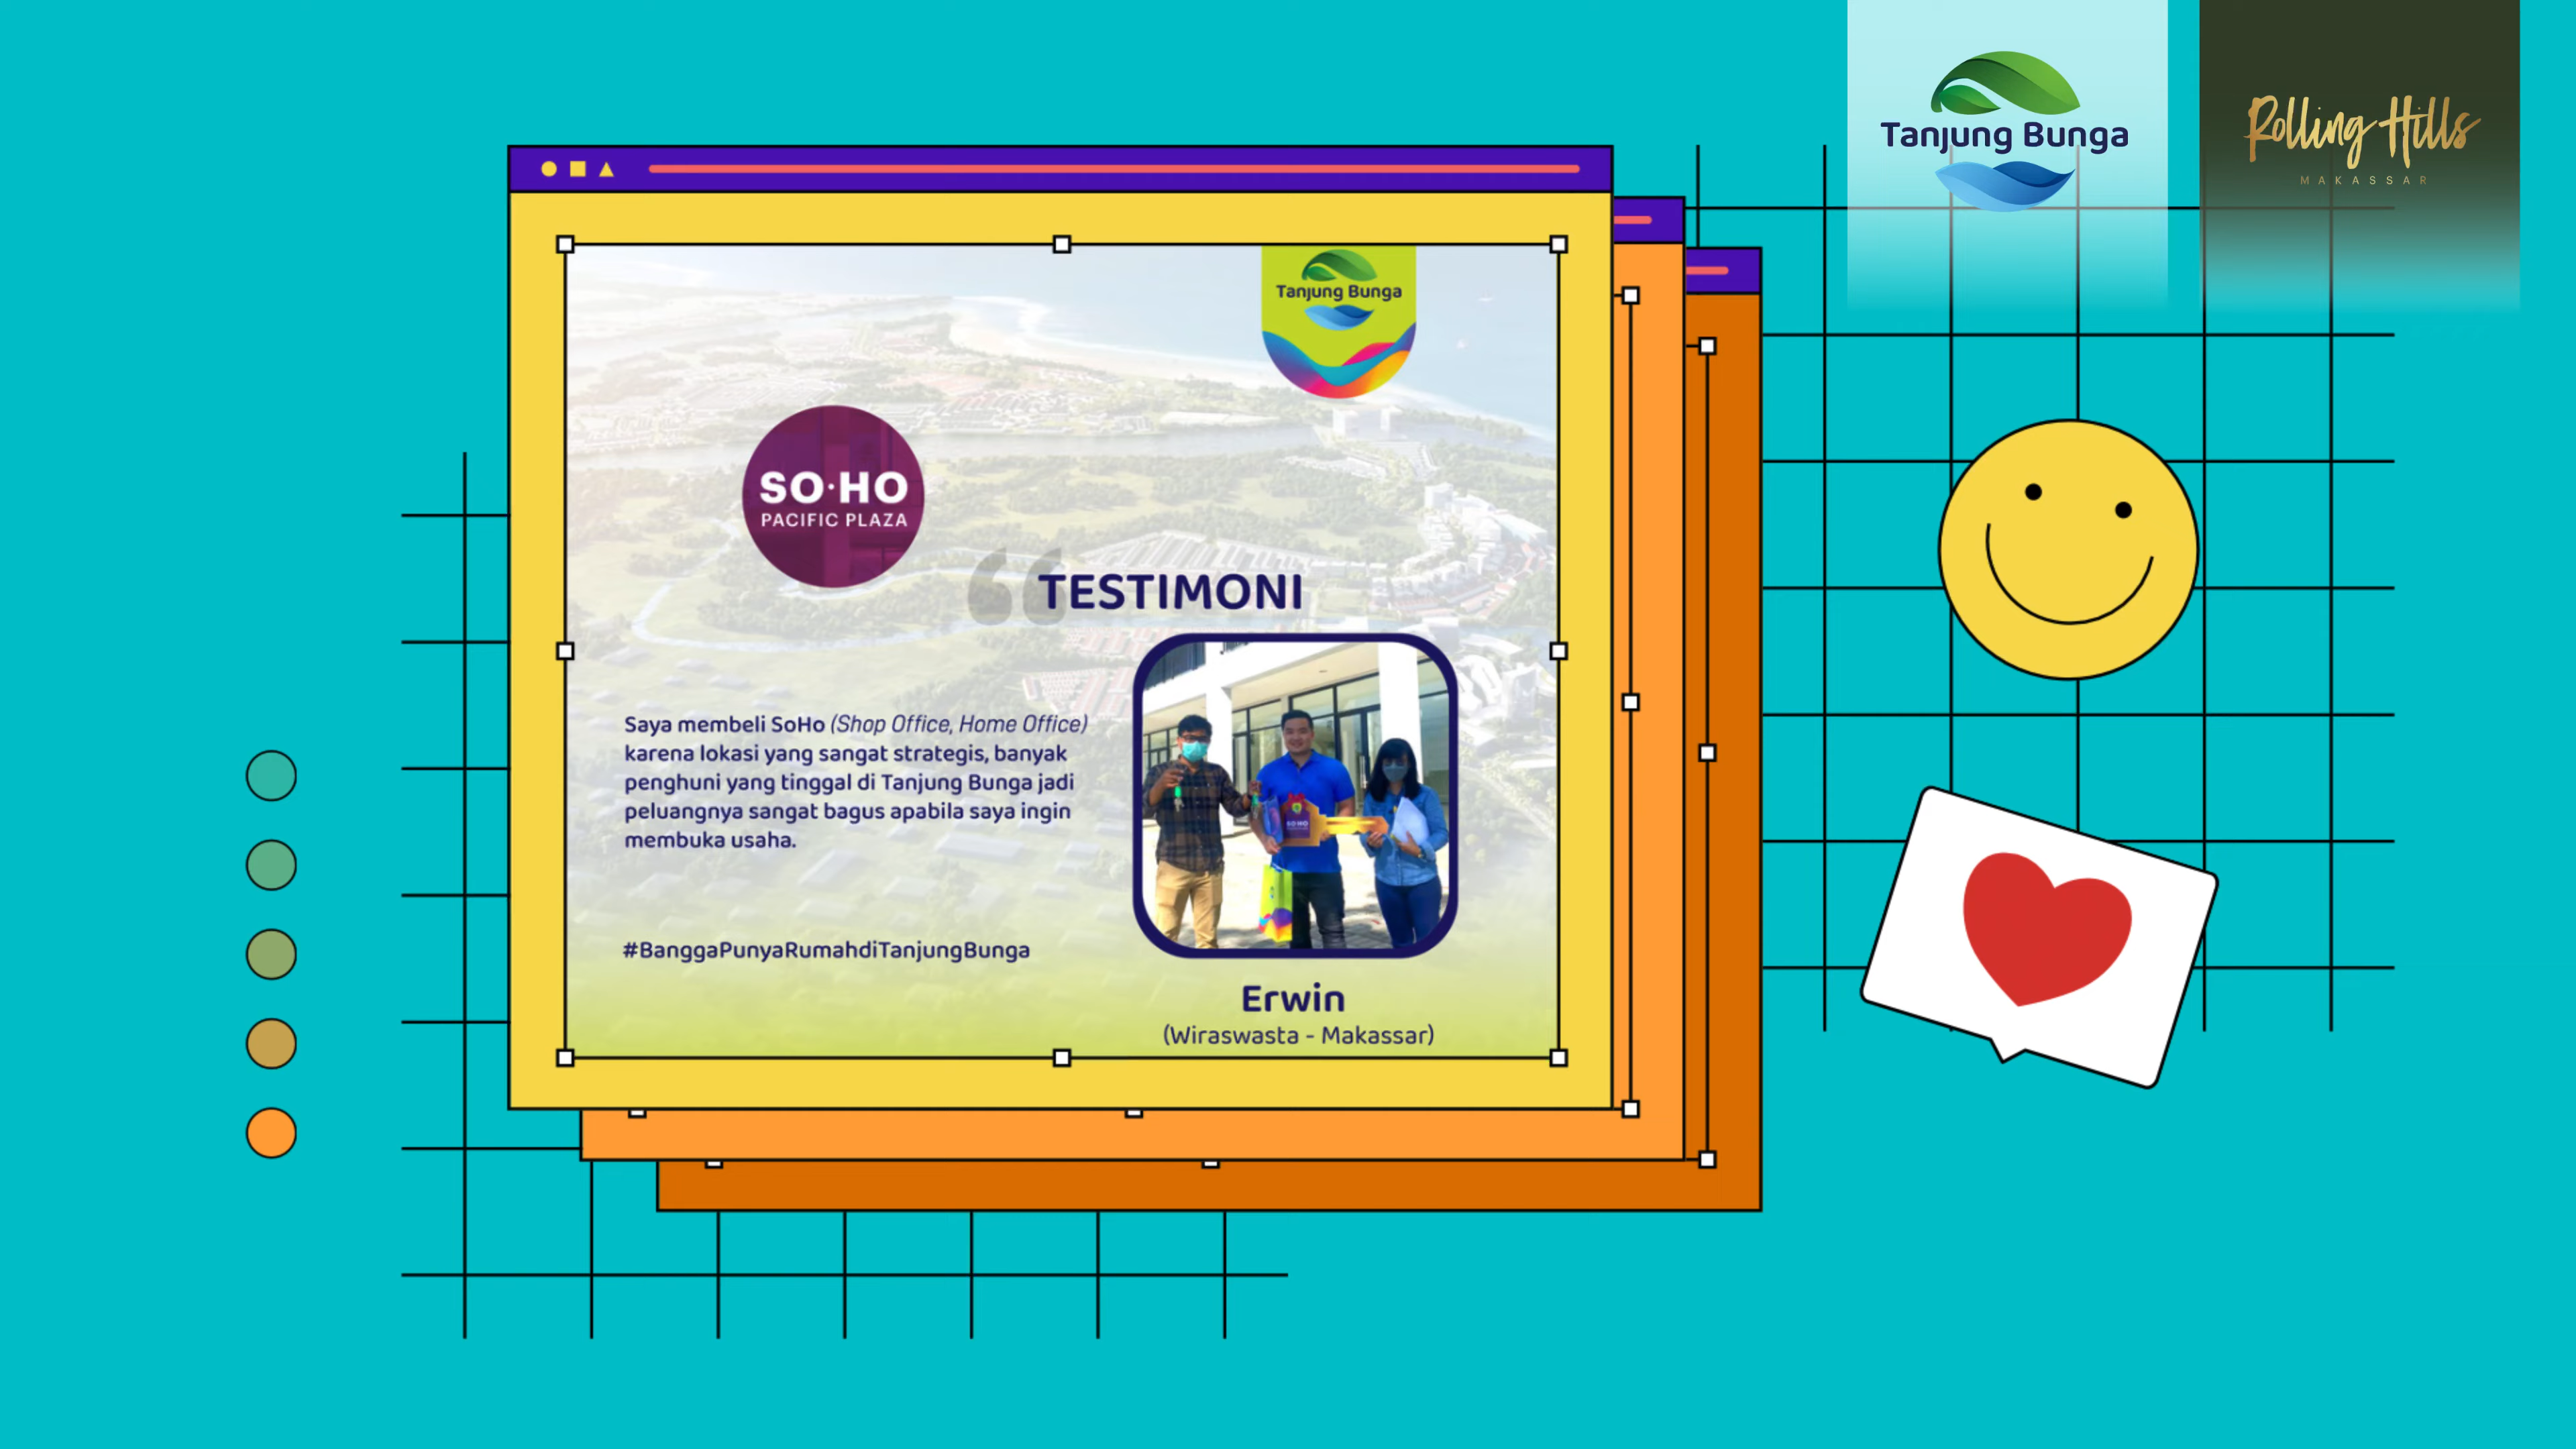 Tanjung Bunga
Rolling Hills
MAKASSAR
Tanjung Bunga
SO·HO
PACIFIC PLAZA
“
TESTIMONI
Saya membeli SoHo (Shop Office, Home Office)
karena lokasi yang sangat strategis, banyak
penghuni yang tinggal di Tanjung Bunga jadi
peluangnya sangat bagus apabila saya ingin
membuka usaha.
SO·HO
#BanggaPunyaRumahdiTanjungBunga
Erwin
(Wiraswasta - Makassar)